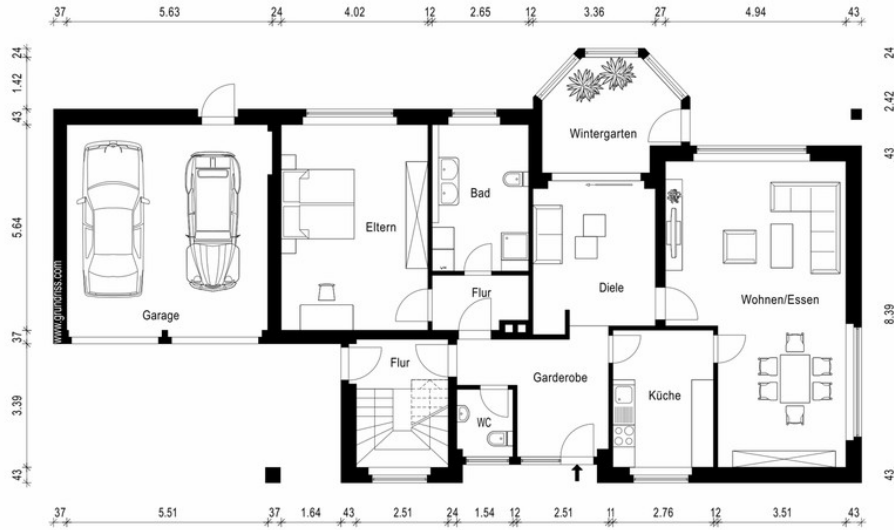 37 5.63 24 4.02 12 2.65 12 3.36 27 4.94 43
24
1.42
43
5.64
37
3.39
43
24
2.42
43
8.39
43
Wintergarten
Bad
Eltern
Flur
Diele
Wohnen/Essen
www.grundriss.com
Garage
Flur
Garderobe
Küche
WC
S
37 5.51 37 1.64 43 2.51 24 1.54 12 2.51 11 2.76 12 3.51 43